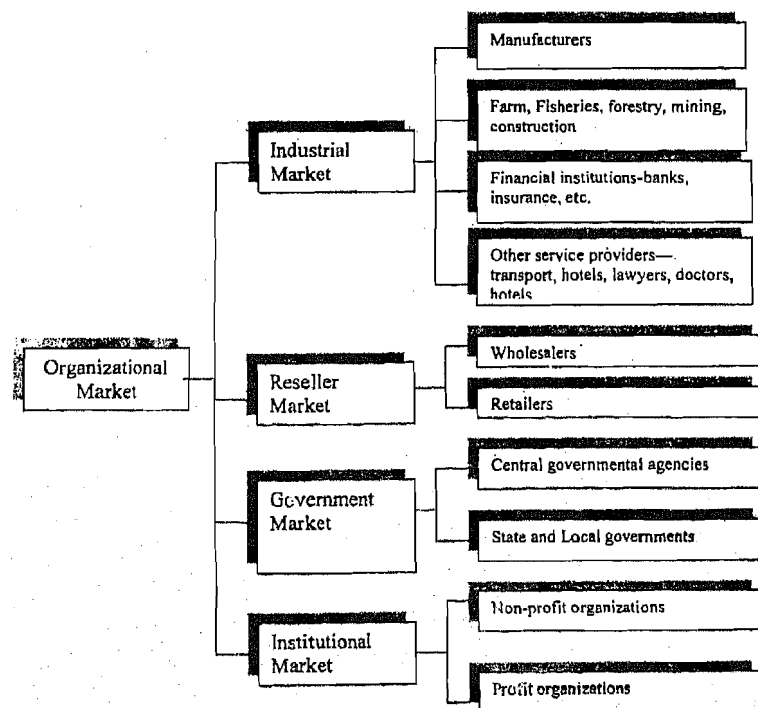 Manufacturers
Farm, Fisheries, forestry, mining,
construction
Industrial
Market
Financial institutions-banks,
insurance, etc.
Other service providers—
transport, hotels, lawyers, doctors,
hotels
Organizational
Market
Reseller
Market
Wholesalers
Retailers
Government
Market
Central governmental agencies
State and Local governments
Institutional
Market
Non-profit organizations
Profit organizations